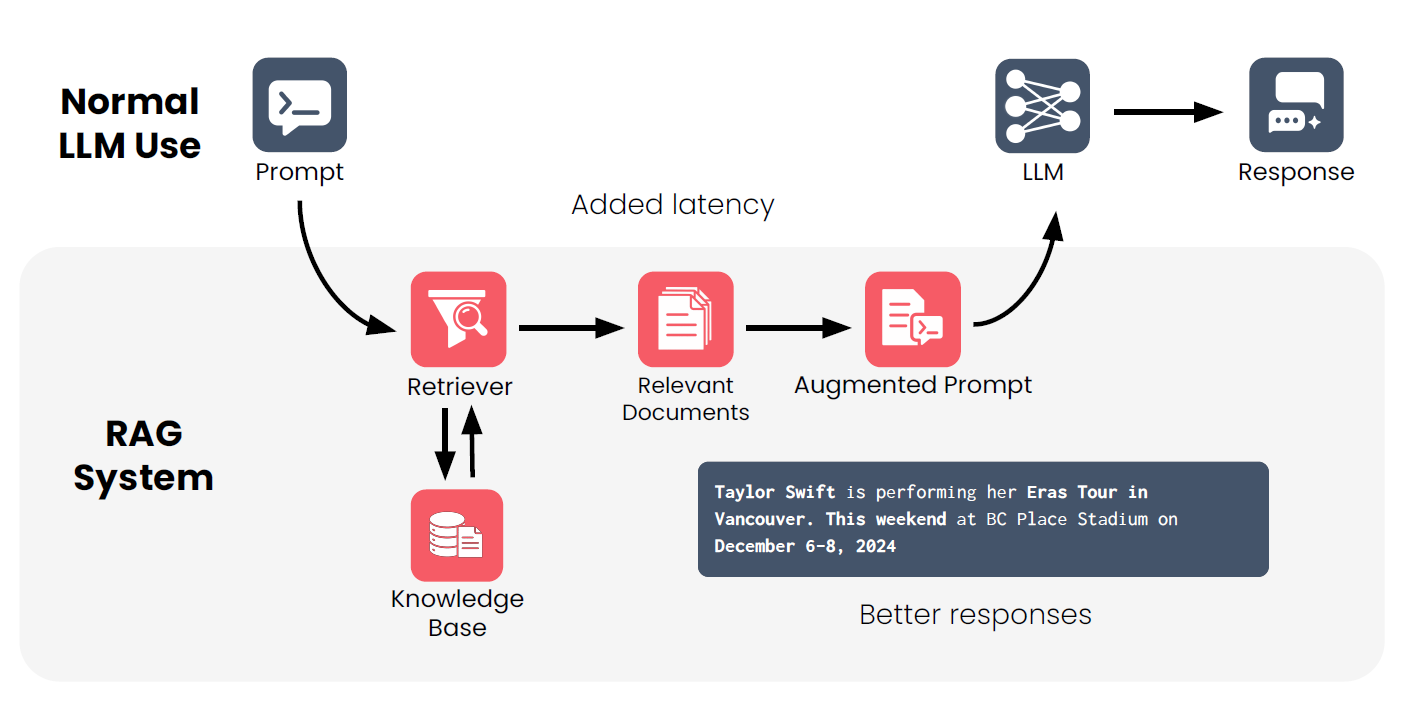 Normal
LLM Use
Prompt
LLM
Response
Added latency
Retriever
Relevant
Documents
Augmented Prompt
RAG
System
Knowledge
Base
Taylor Swift is performing her Eras Tour in
Vancouver. This weekend at BC Place Stadium on
December 6-8, 2024
Better responses